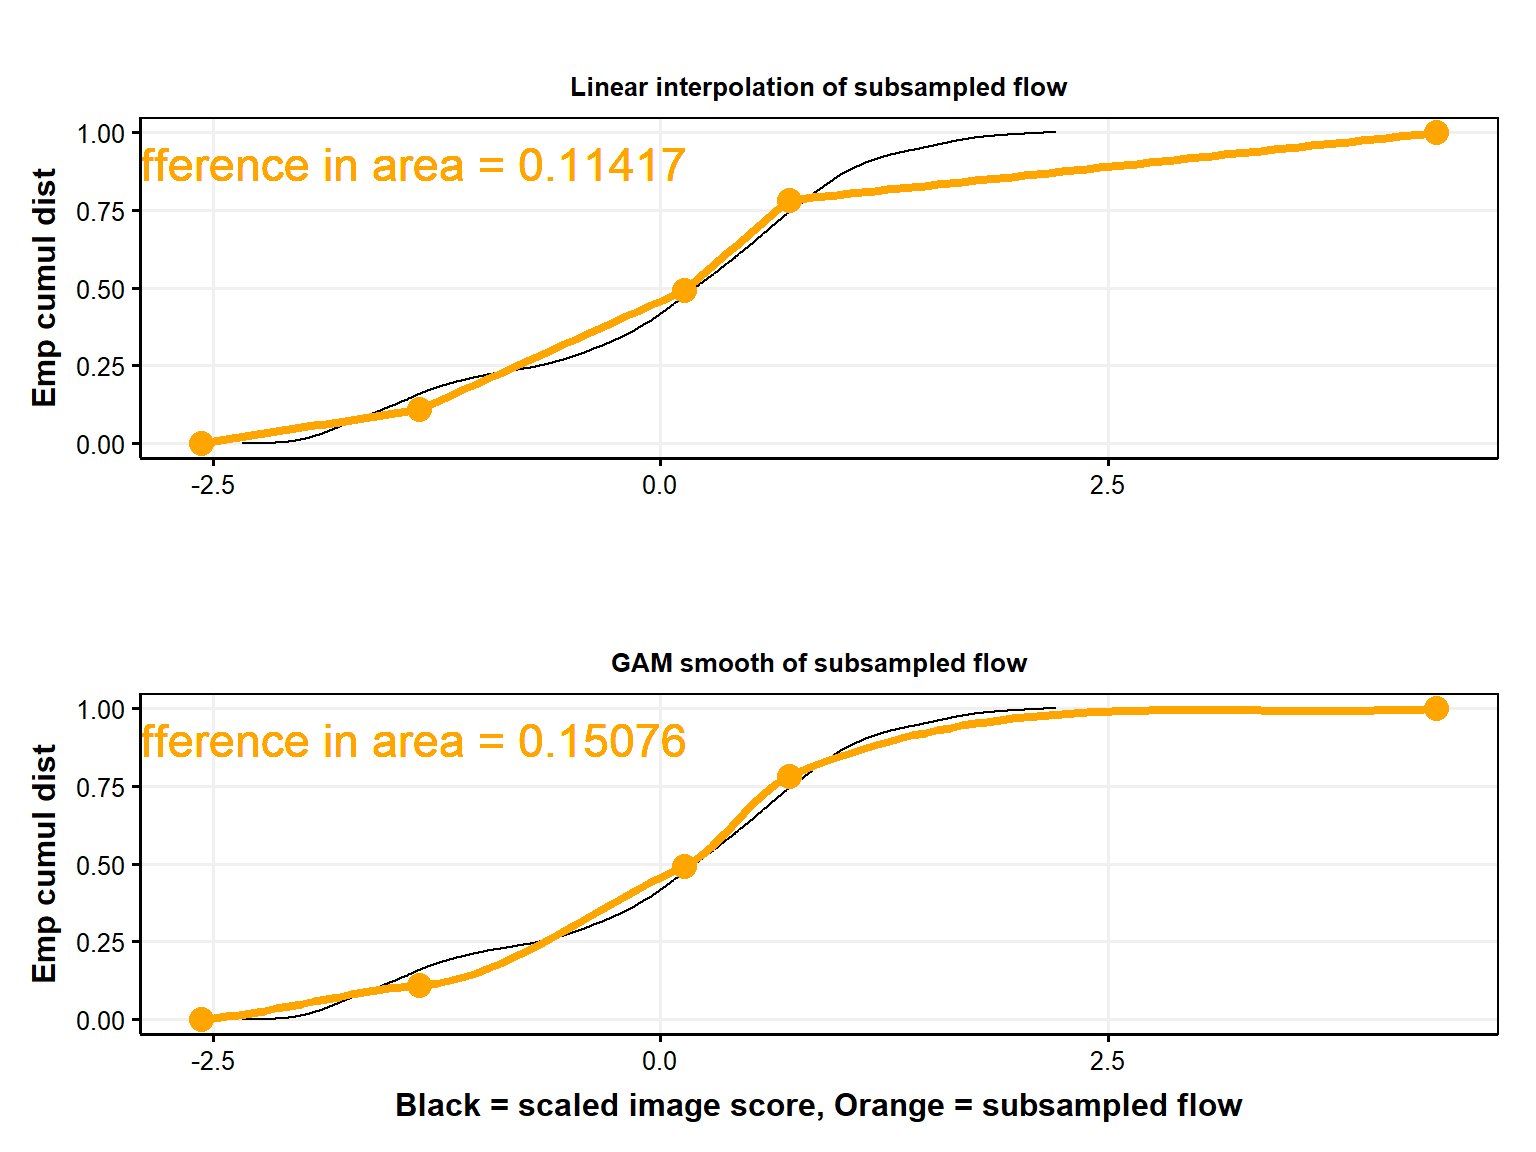 Linear interpolation of subsampled flow
fference in area = 0.11417
Emp cumul dist
1.00
0.75
0.50
0.25
0.00
-2.5
0.0
2.5
GAM smooth of subsampled flow
fference in area = 0.15076
Emp cumul dist
1.00
0.75
0.50
0.25
0.00
-2.5
0.0
2.5
Black = scaled image score, Orange = subsampled flow